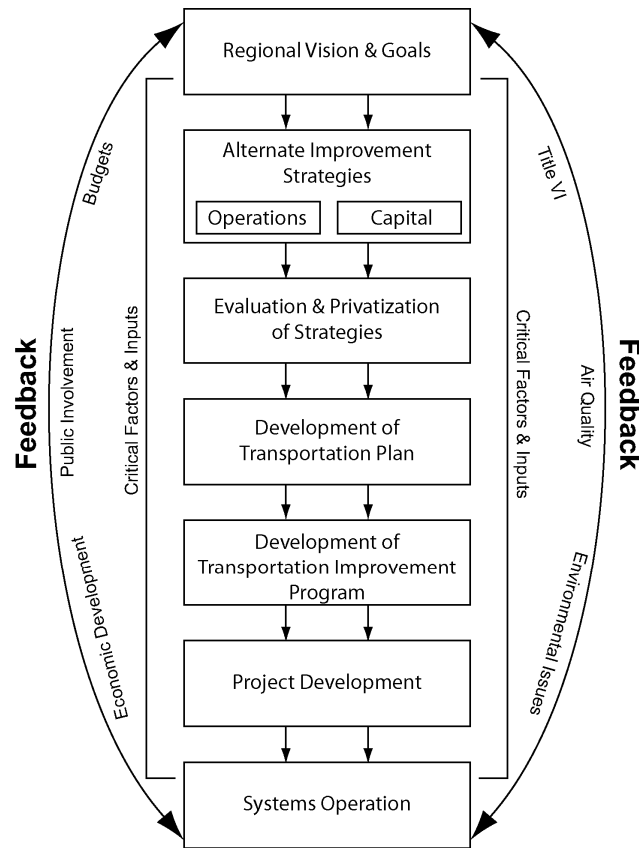 Regional Vision & Goals
Alternate Improvement
Strategies
Operations
Capital
Evaluation & Privatization
of Strategies
Development of
Transportation Plan
Development of
Transportation Improvement
Program
Project Development
Systems Operation
Feedback
Budgets
Public Involvement
Economic Development
Critical Factors & Inputs
Critical Factors & Inputs
Title VI
Air Quality
Environmental Issues
Feedback